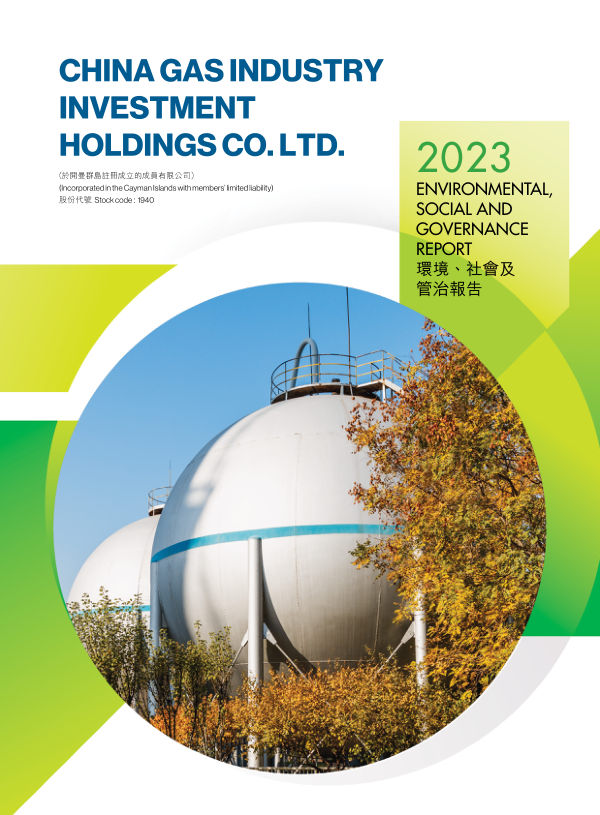 CHINA GAS INDUSTRY
INVESTMENT
HOLDINGS CO. LTD.
(於開曼群島註冊成立的成員有限公司)
(Incorporated in the Cayman Islands with members' limited liability)
股份代號 Stock code : 1940
2023
ENVIRONMENTAL,
SOCIAL AND
GOVERNANCE
REPORT
環境、社會及
管治報告